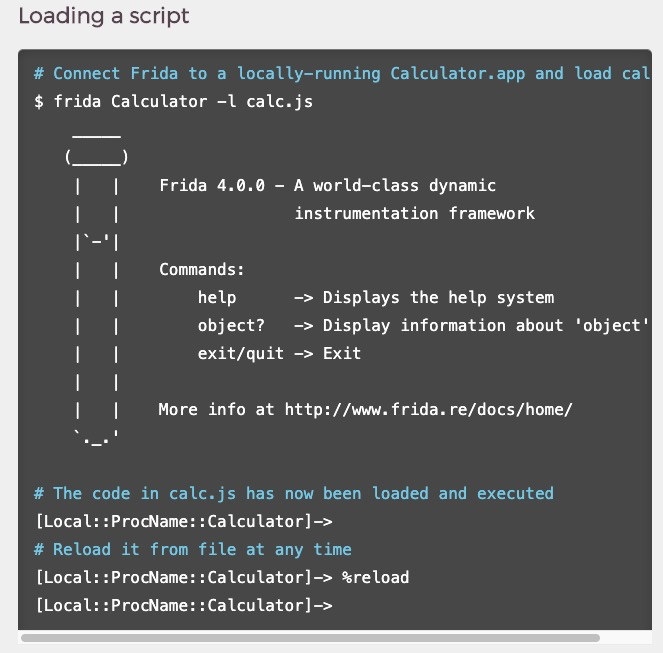 Loading a script
# Connect Frida to a locally-running Calculator.app and load cal
$ frida Calculator -l calc.js
     _____
    (_____)
     |   |    Frida 4.0.0 - A world-class dynamic
     |   |                  instrumentation framework
     |`-'|
     |   |    Commands:
     |   |        help      -> Displays the help system
     |   |        object?   -> Display information about 'object'
     |   |        exit/quit -> Exit
     |   |
     |   |    More info at http://www.frida.re/docs/home/
     `._.'

# The code in calc.js has now been loaded and executed
[Local::ProcName::Calculator]->
# Reload it from file at any time
[Local::ProcName::Calculator]-> %reload
[Local::ProcName::Calculator]->